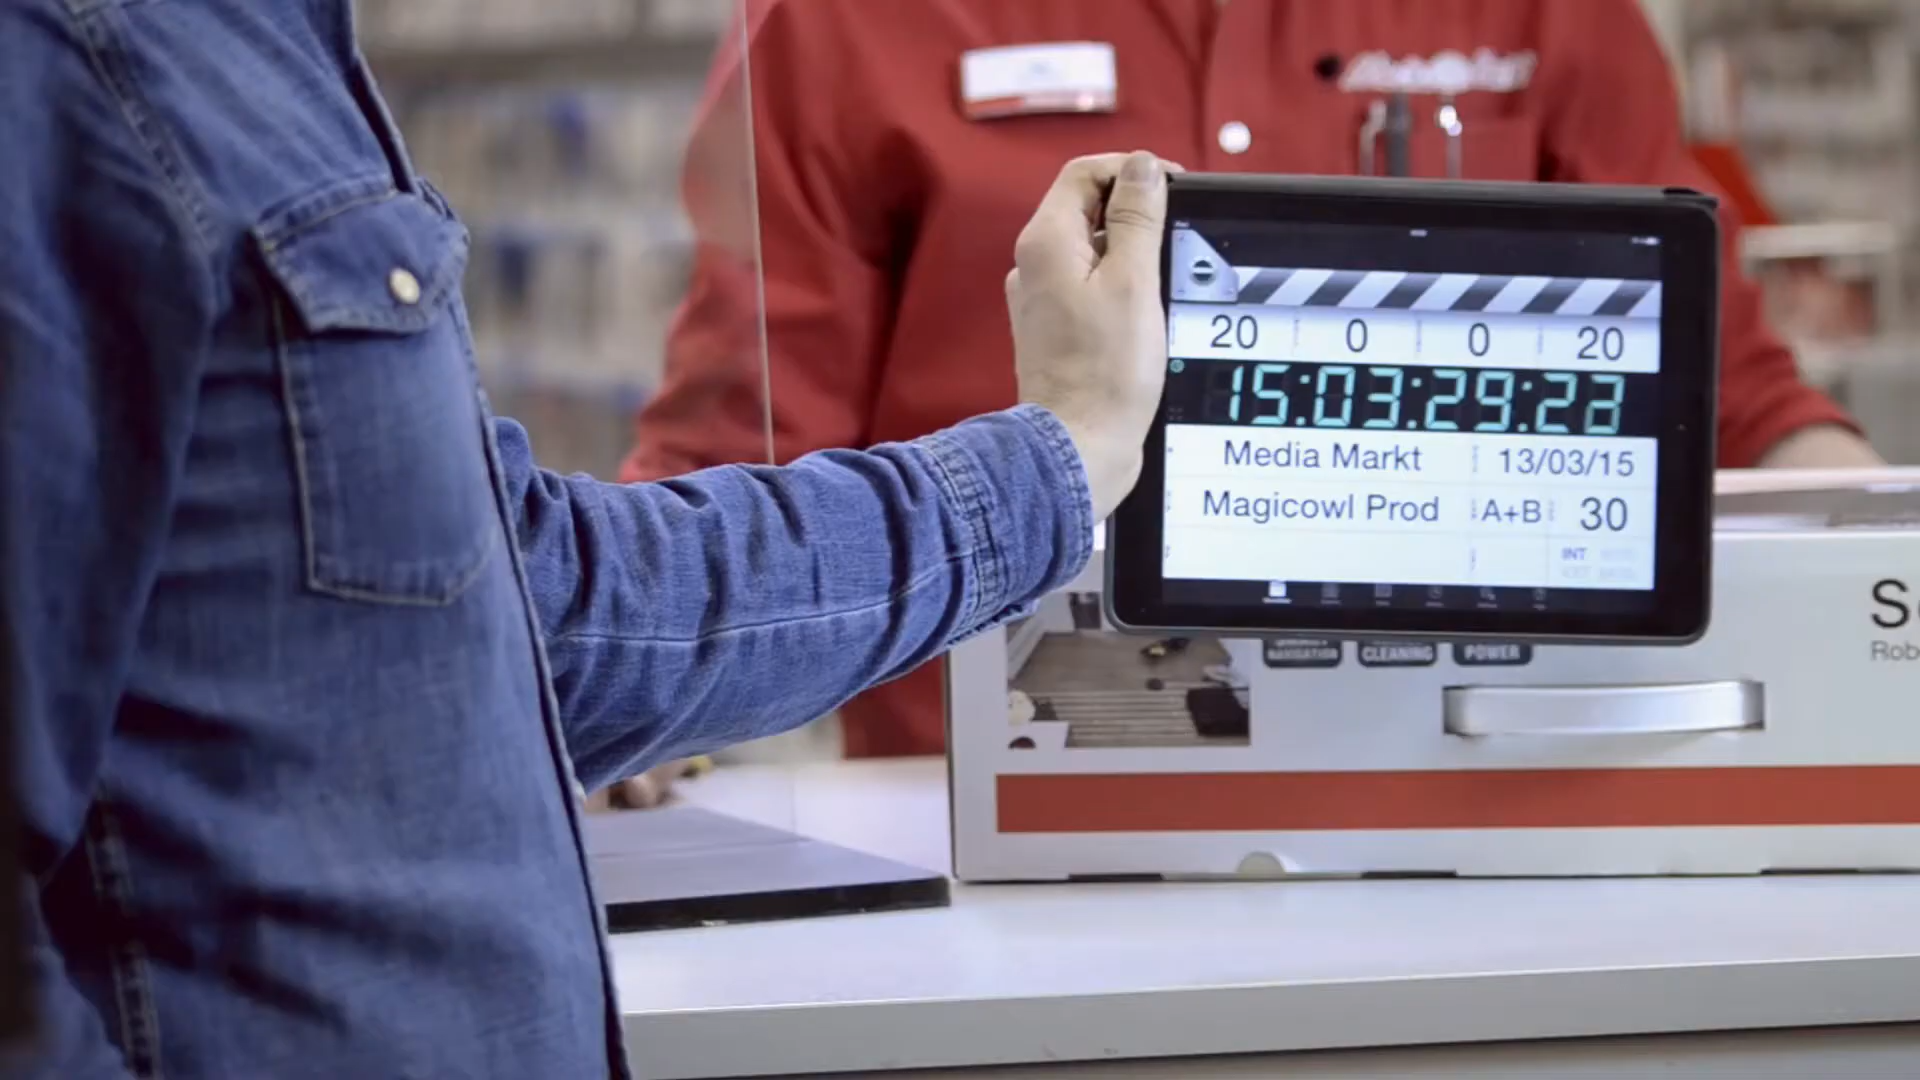 20 0 0 20
15:03:29:22
Media Markt 13/03/15
Magicowl Prod A+B 30
INT
NAVIGATION CLEANING POWER